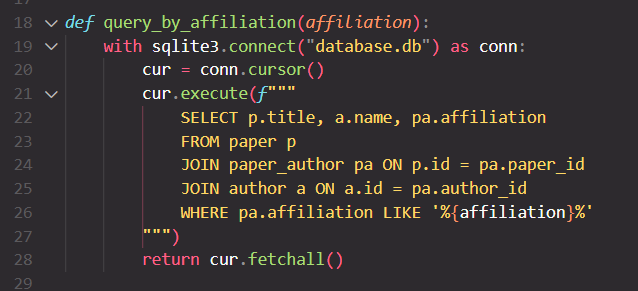 18 def query_by_affiliation(affiliation):
19 with sqlite3.connect("database.db") as conn:
20 cur = conn.cursor()
21 cur.execute(f"""
22 SELECT p.title, a.name, pa.affiliation
23 FROM paper p
24 JOIN paper_author pa ON p.id = pa.paper_id
25 JOIN author a ON a.id = pa.author_id
26 WHERE pa.affiliation LIKE '%{affiliation}%'
27 """)
28 return cur.fetchall()
29